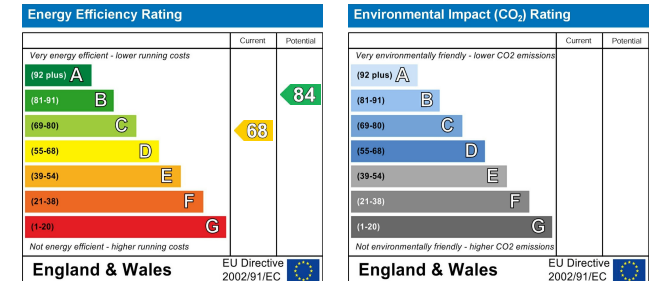 Energy Efficiency Rating
Current Potential
Very energy efficient - lower running costs
(92 plus) A
(81-91) B
84
(69-80) C
68
(55-68) D
(39-54) E
(21-38) F
(1-20) G
Not energy efficient - higher running costs
England & Wales
EU Directive
2002/91/EC
Environmental Impact (CO₂) Rating
Current Potential
Very environmentally friendly - lower CO2 emissions
(92 plus) A
(81-91) B
(69-80) C
(55-68) D
(39-54) E
(21-38) F
(1-20) G
Not environmentally friendly - higher CO2 emissions
England & Wales
EU Directive
2002/91/EC